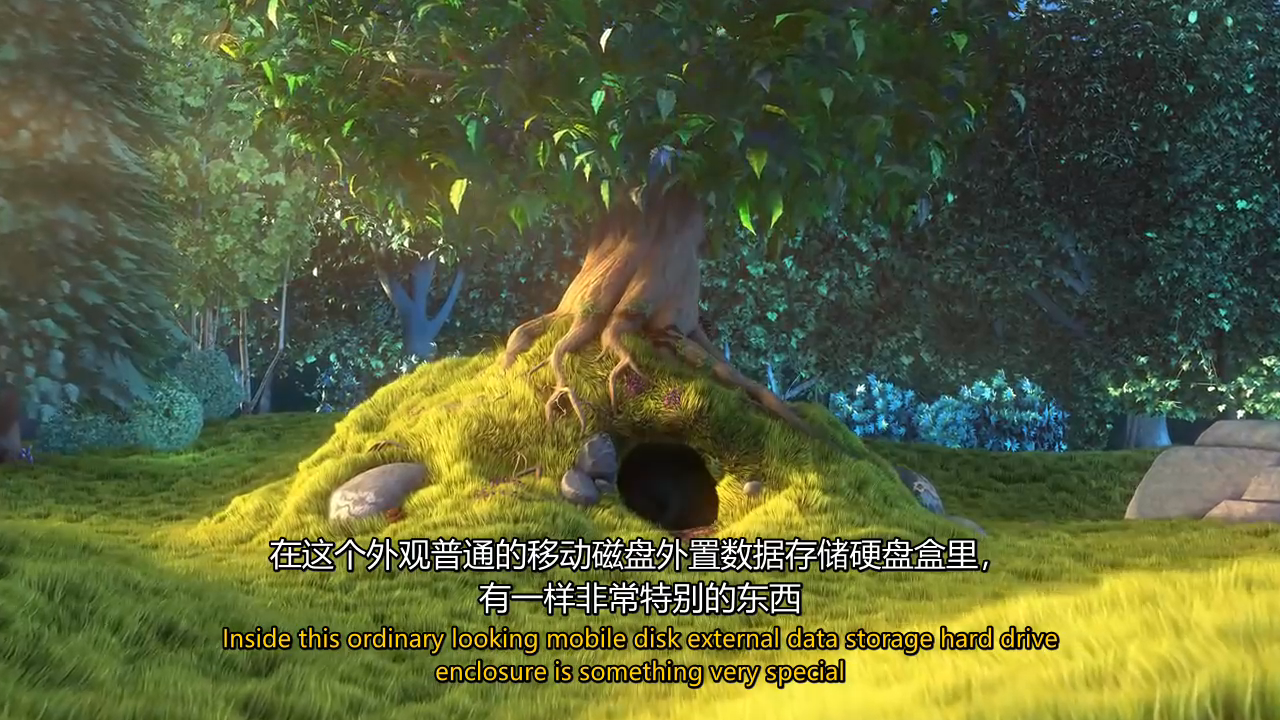 在这个外观普通的移动磁盘外置数据存储硬盘盒里，
有一样非常特别的东西
Inside this ordinary looking mobile disk external data storage hard drive
enclosure is something very special